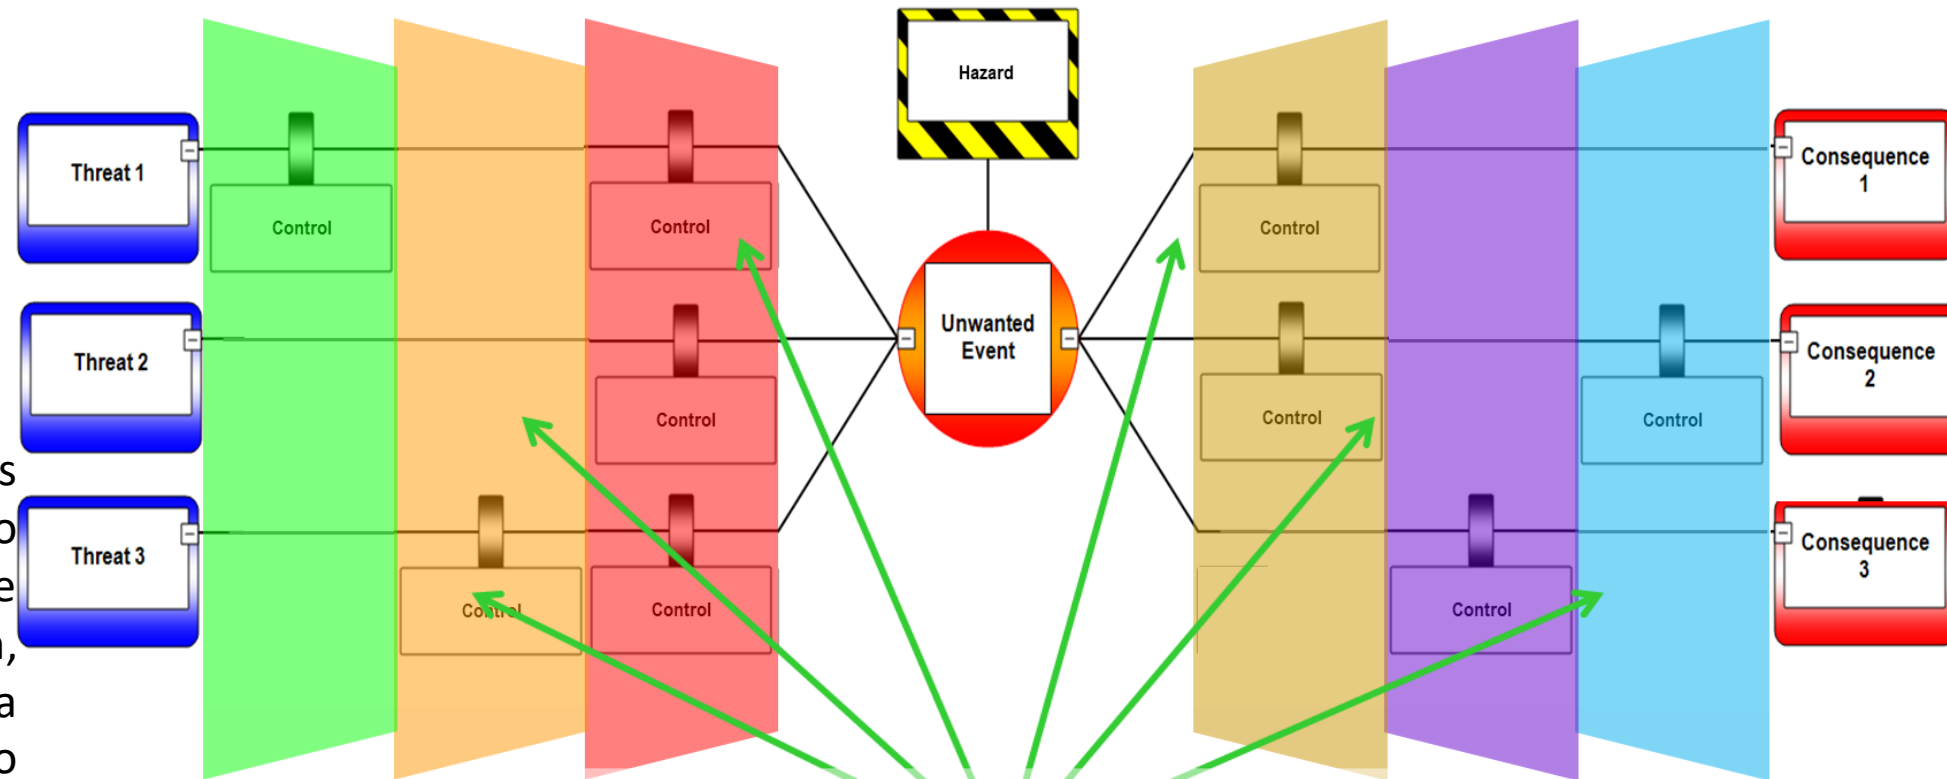 Hazard
Threat 1
Control
Control
Control
Consequence
1
Unwanted
Event
Threat 2
Control
Control
Control
Consequence
2
Threat 3
Control
Control
Control
Consequence
3
s
o
e
,
a
o